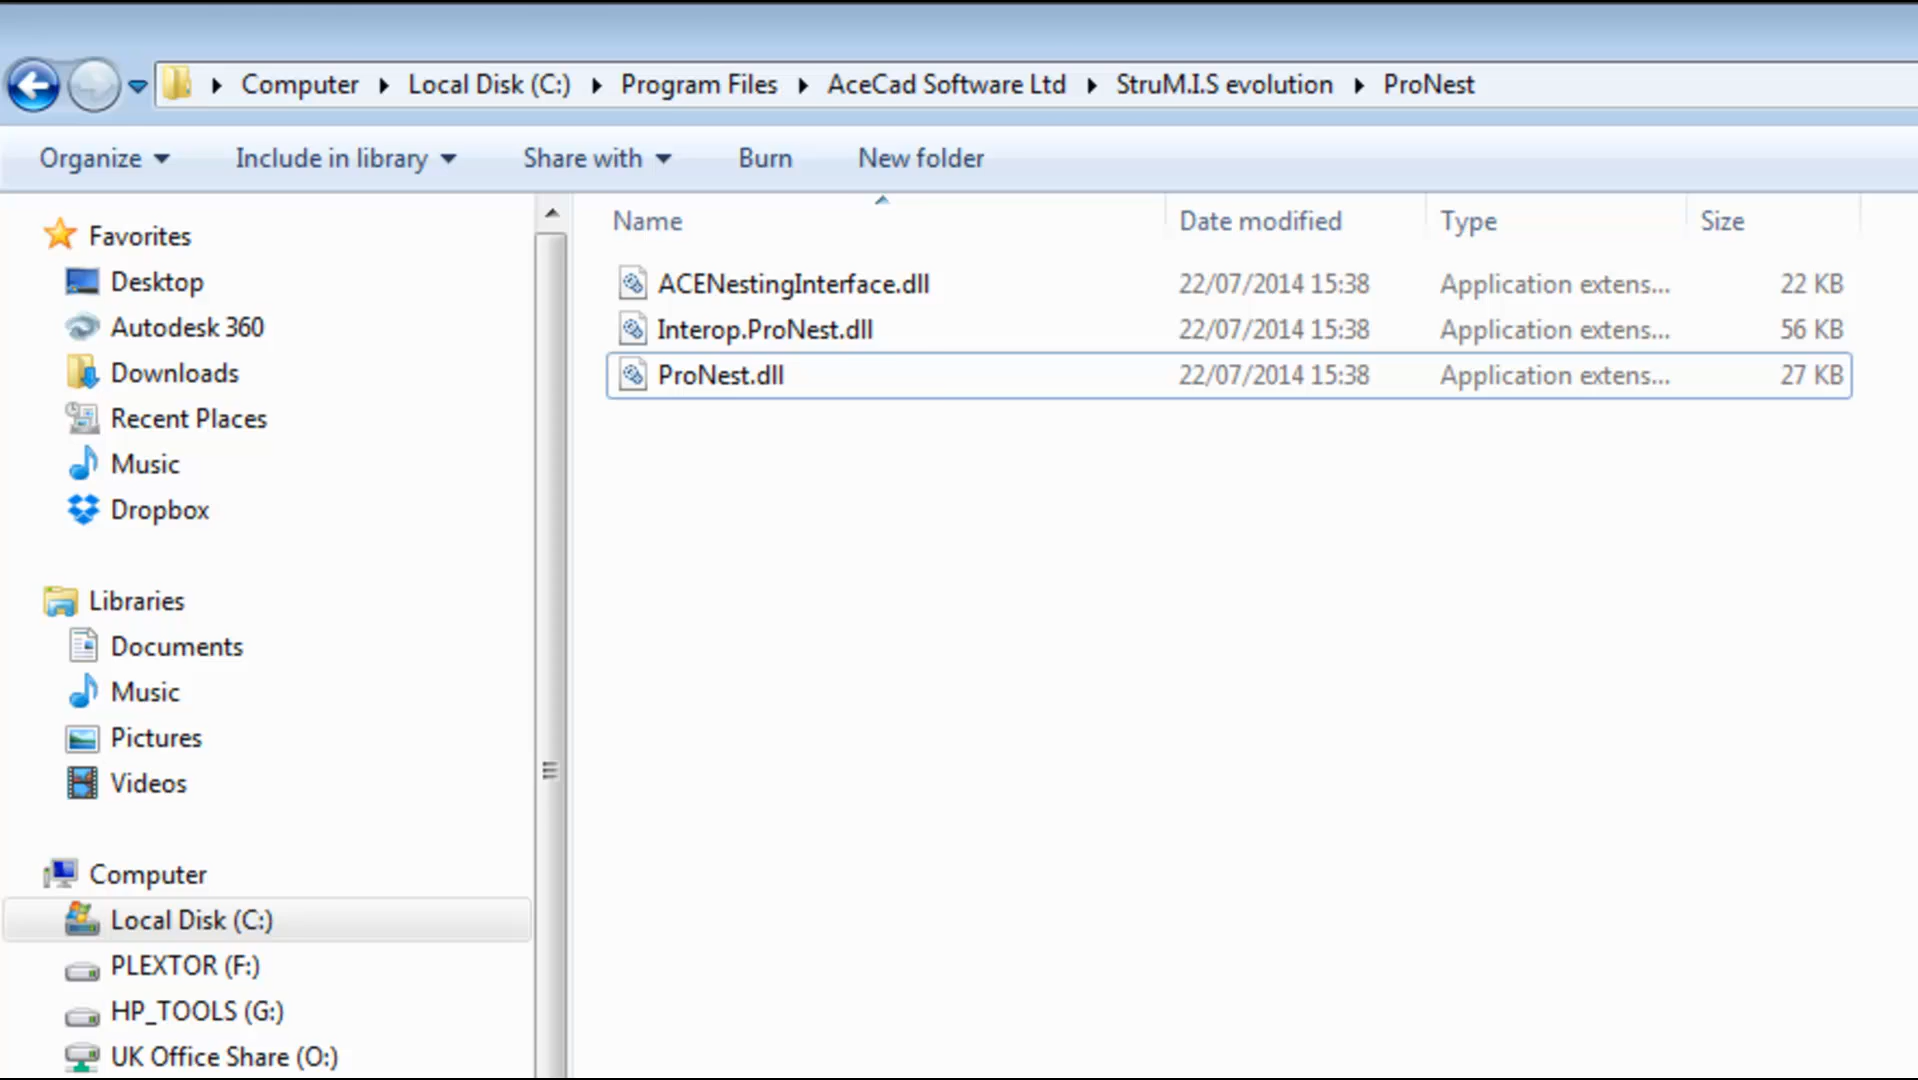 Computer Local Disk (C:) Program Files AceCad Software Ltd StruM.I.S evolution ProNest
Organize Include in library Share with Burn New folder
Favorites
Desktop
Autodesk 360
Downloads
Recent Places
Music
Dropbox
Libraries
Documents
Music
Pictures
Videos
Computer
Local Disk (C:)
PLEXTOR (F:)
HP_TOOLS (G:)
UK Office Share (O:)
Name Date modified Type Size
ACENestingInterface.dll 22/07/2014 15:38 Application extens... 22 KB
Interop.ProNest.dll 22/07/2014 15:38 Application extens... 56 KB
ProNest.dll 22/07/2014 15:38 Application extens... 27 KB